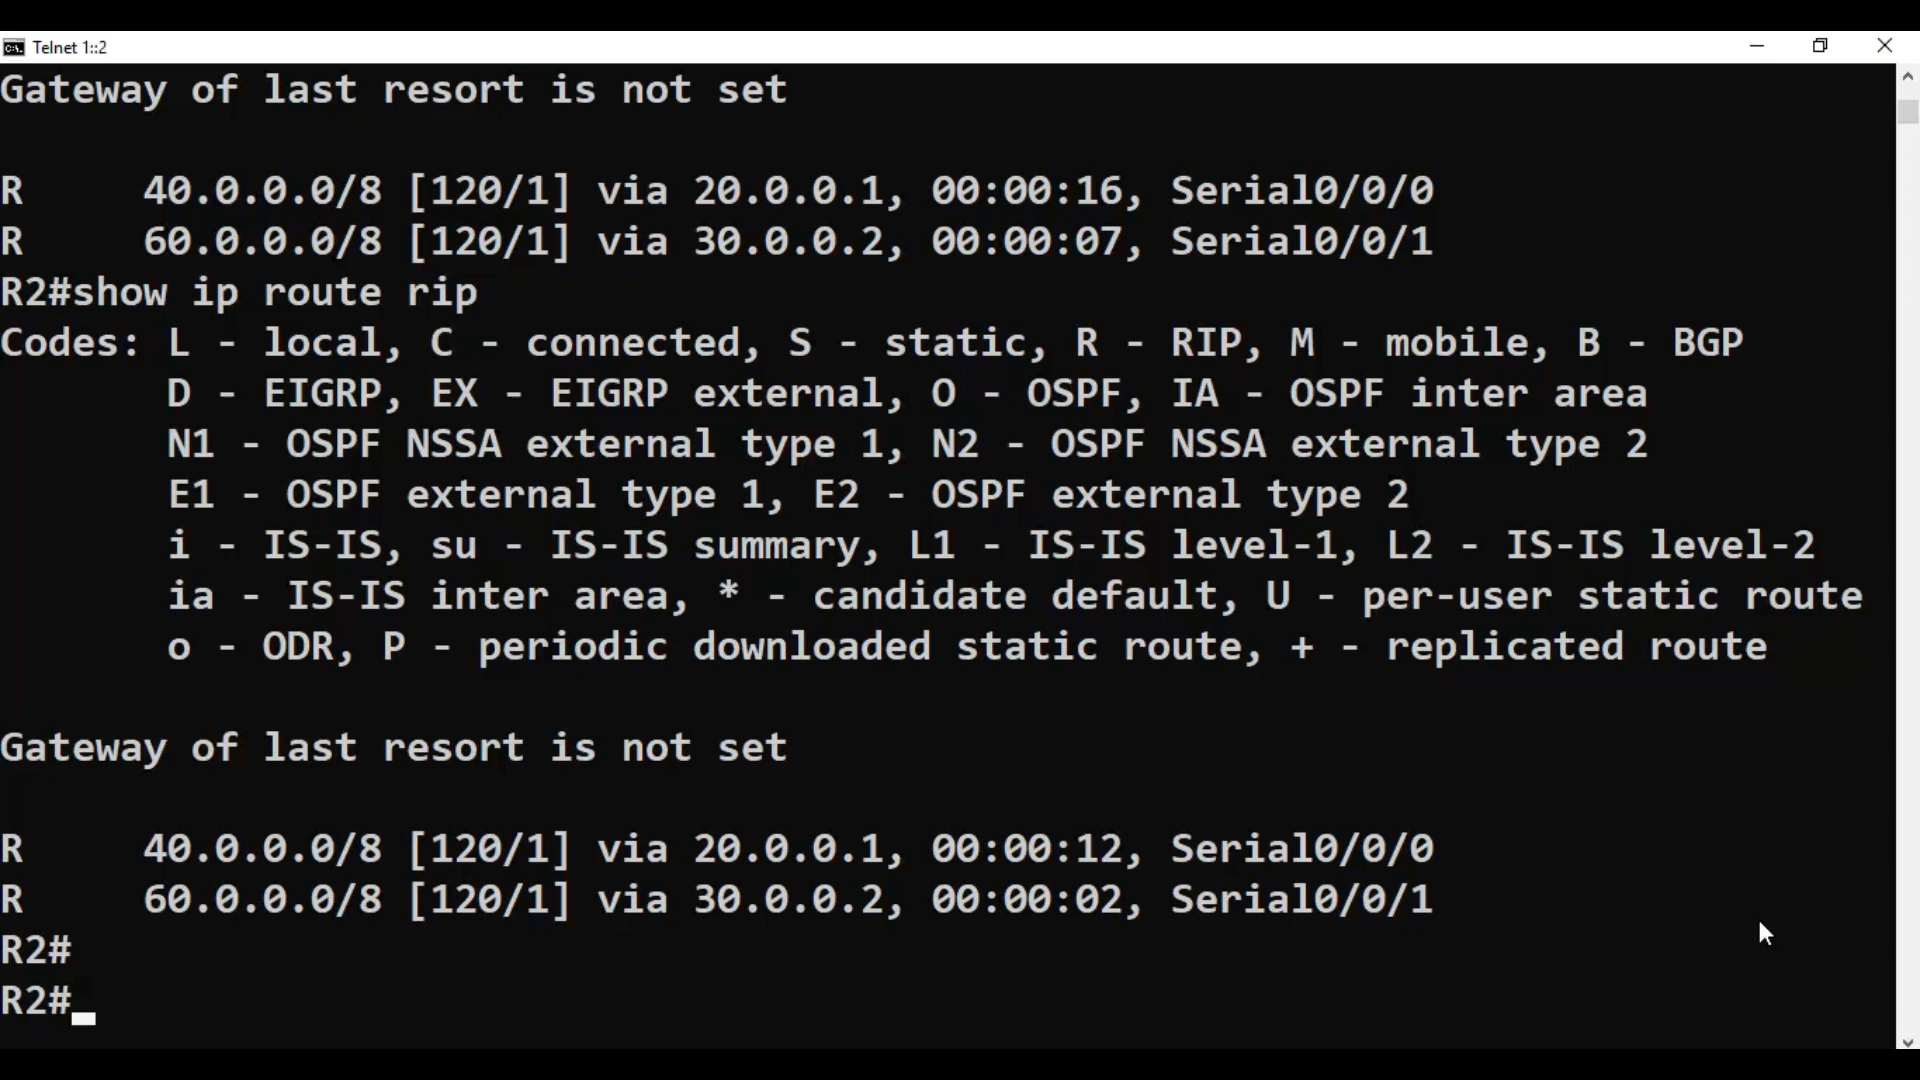 Telnet 1::2
Gateway of last resort is not set
R     40.0.0.0/8 [120/1] via 20.0.0.1, 00:00:16, Serial0/0/0
R     60.0.0.0/8 [120/1] via 30.0.0.2, 00:00:07, Serial0/0/1
R2#show ip route rip
Codes: L - local, C - connected, S - static, R - RIP, M - mobile, B - BGP
       D - EIGRP, EX - EIGRP external, O - OSPF, IA - OSPF inter area
       N1 - OSPF NSSA external type 1, N2 - OSPF NSSA external type 2
       E1 - OSPF external type 1, E2 - OSPF external type 2
       i - IS-IS, su - IS-IS summary, L1 - IS-IS level-1, L2 - IS-IS level-2
       ia - IS-IS inter area, * - candidate default, U - per-user static route
       o - ODR, P - periodic downloaded static route, + - replicated route
Gateway of last resort is not set
R     40.0.0.0/8 [120/1] via 20.0.0.1, 00:00:12, Serial0/0/0
R     60.0.0.0/8 [120/1] via 30.0.0.2, 00:00:02, Serial0/0/1
R2#
R2#